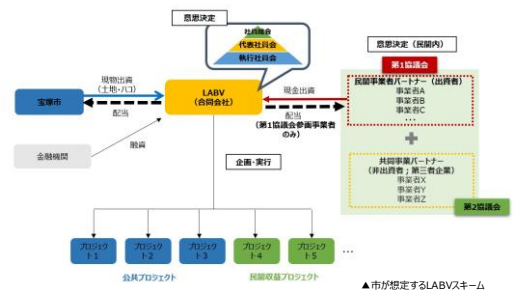 意思決定
社員総会
代表社員会
執行社員会
意思決定（民間内）
第1協議会
民間事業者パートナー（出資者）
事業者A
事業者B
事業者C
・・・
現物出資
（土地・ハコ）
宝塚市
配当
LABV
（合同会社）
現金出資
配当
（第1協議会参画事業者
のみ）
金融機関
融資
企画・実行
共同事業パートナー
（非出資者；第三者企業）
事業者X
事業者Y
事業者Z
第2協議会
プロジェク
ト1
プロジェク
ト2
プロジェク
ト3
プロジェク
ト4
プロジェク
ト5
…
公共プロジェクト
民間収益プロジェクト
▲市が想定するLABVスキーム